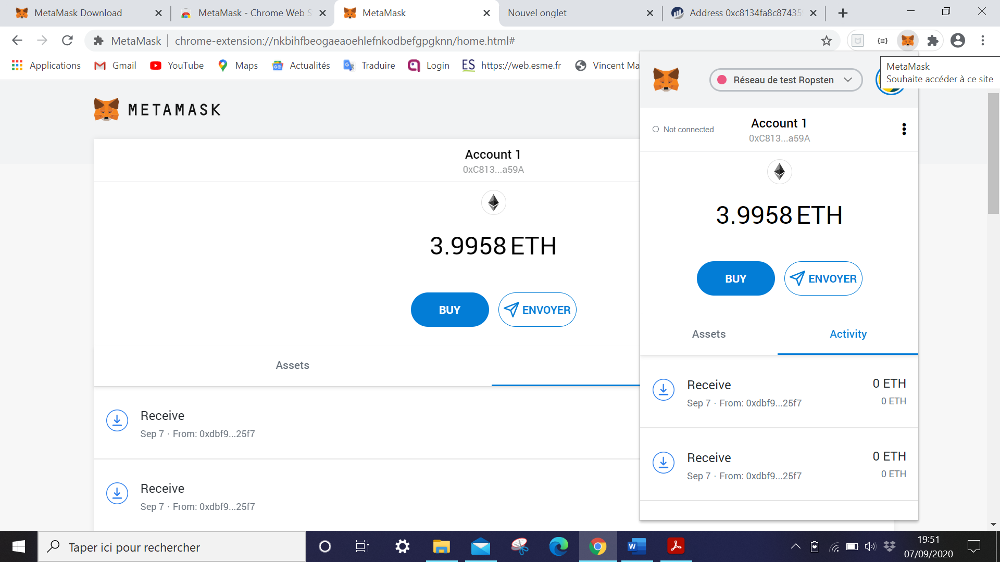 MetaMask Download
MetaMask - Chrome Web S
MetaMask
Nouvel onglet
Address 0xc8134fa8c87435
MetaMask
chrome-extension://nkbihfbeogaeaoehlefnkodbefgpgknn/home.html#
Applications
Gmail
YouTube
Maps
Actualités
Traduire
Login
ES
https://web.esme.fr
Vincent Ma
MetaMask
Souhaite accéder à ce site
Réseau de test Ropsten
METAMASK
Account 1
0xC813...a59A
3.9958 ETH
BUY
ENVOYER
Assets
Receive
Sep 7 · From: 0xdbf9...25f7
Receive
Sep 7 · From: 0xdbf9...25f7
Not connected
Account 1
0xC813...a59A
3.9958 ETH
BUY
ENVOYER
Assets
Activity
Receive
0 ETH
Sep 7 · From: 0xdbf9...25f7
0 ETH
Receive
0 ETH
Sep 7 · From: 0xdbf9...25f7
0 ETH
Taper ici pour rechercher
W
19:51
07/09/2020